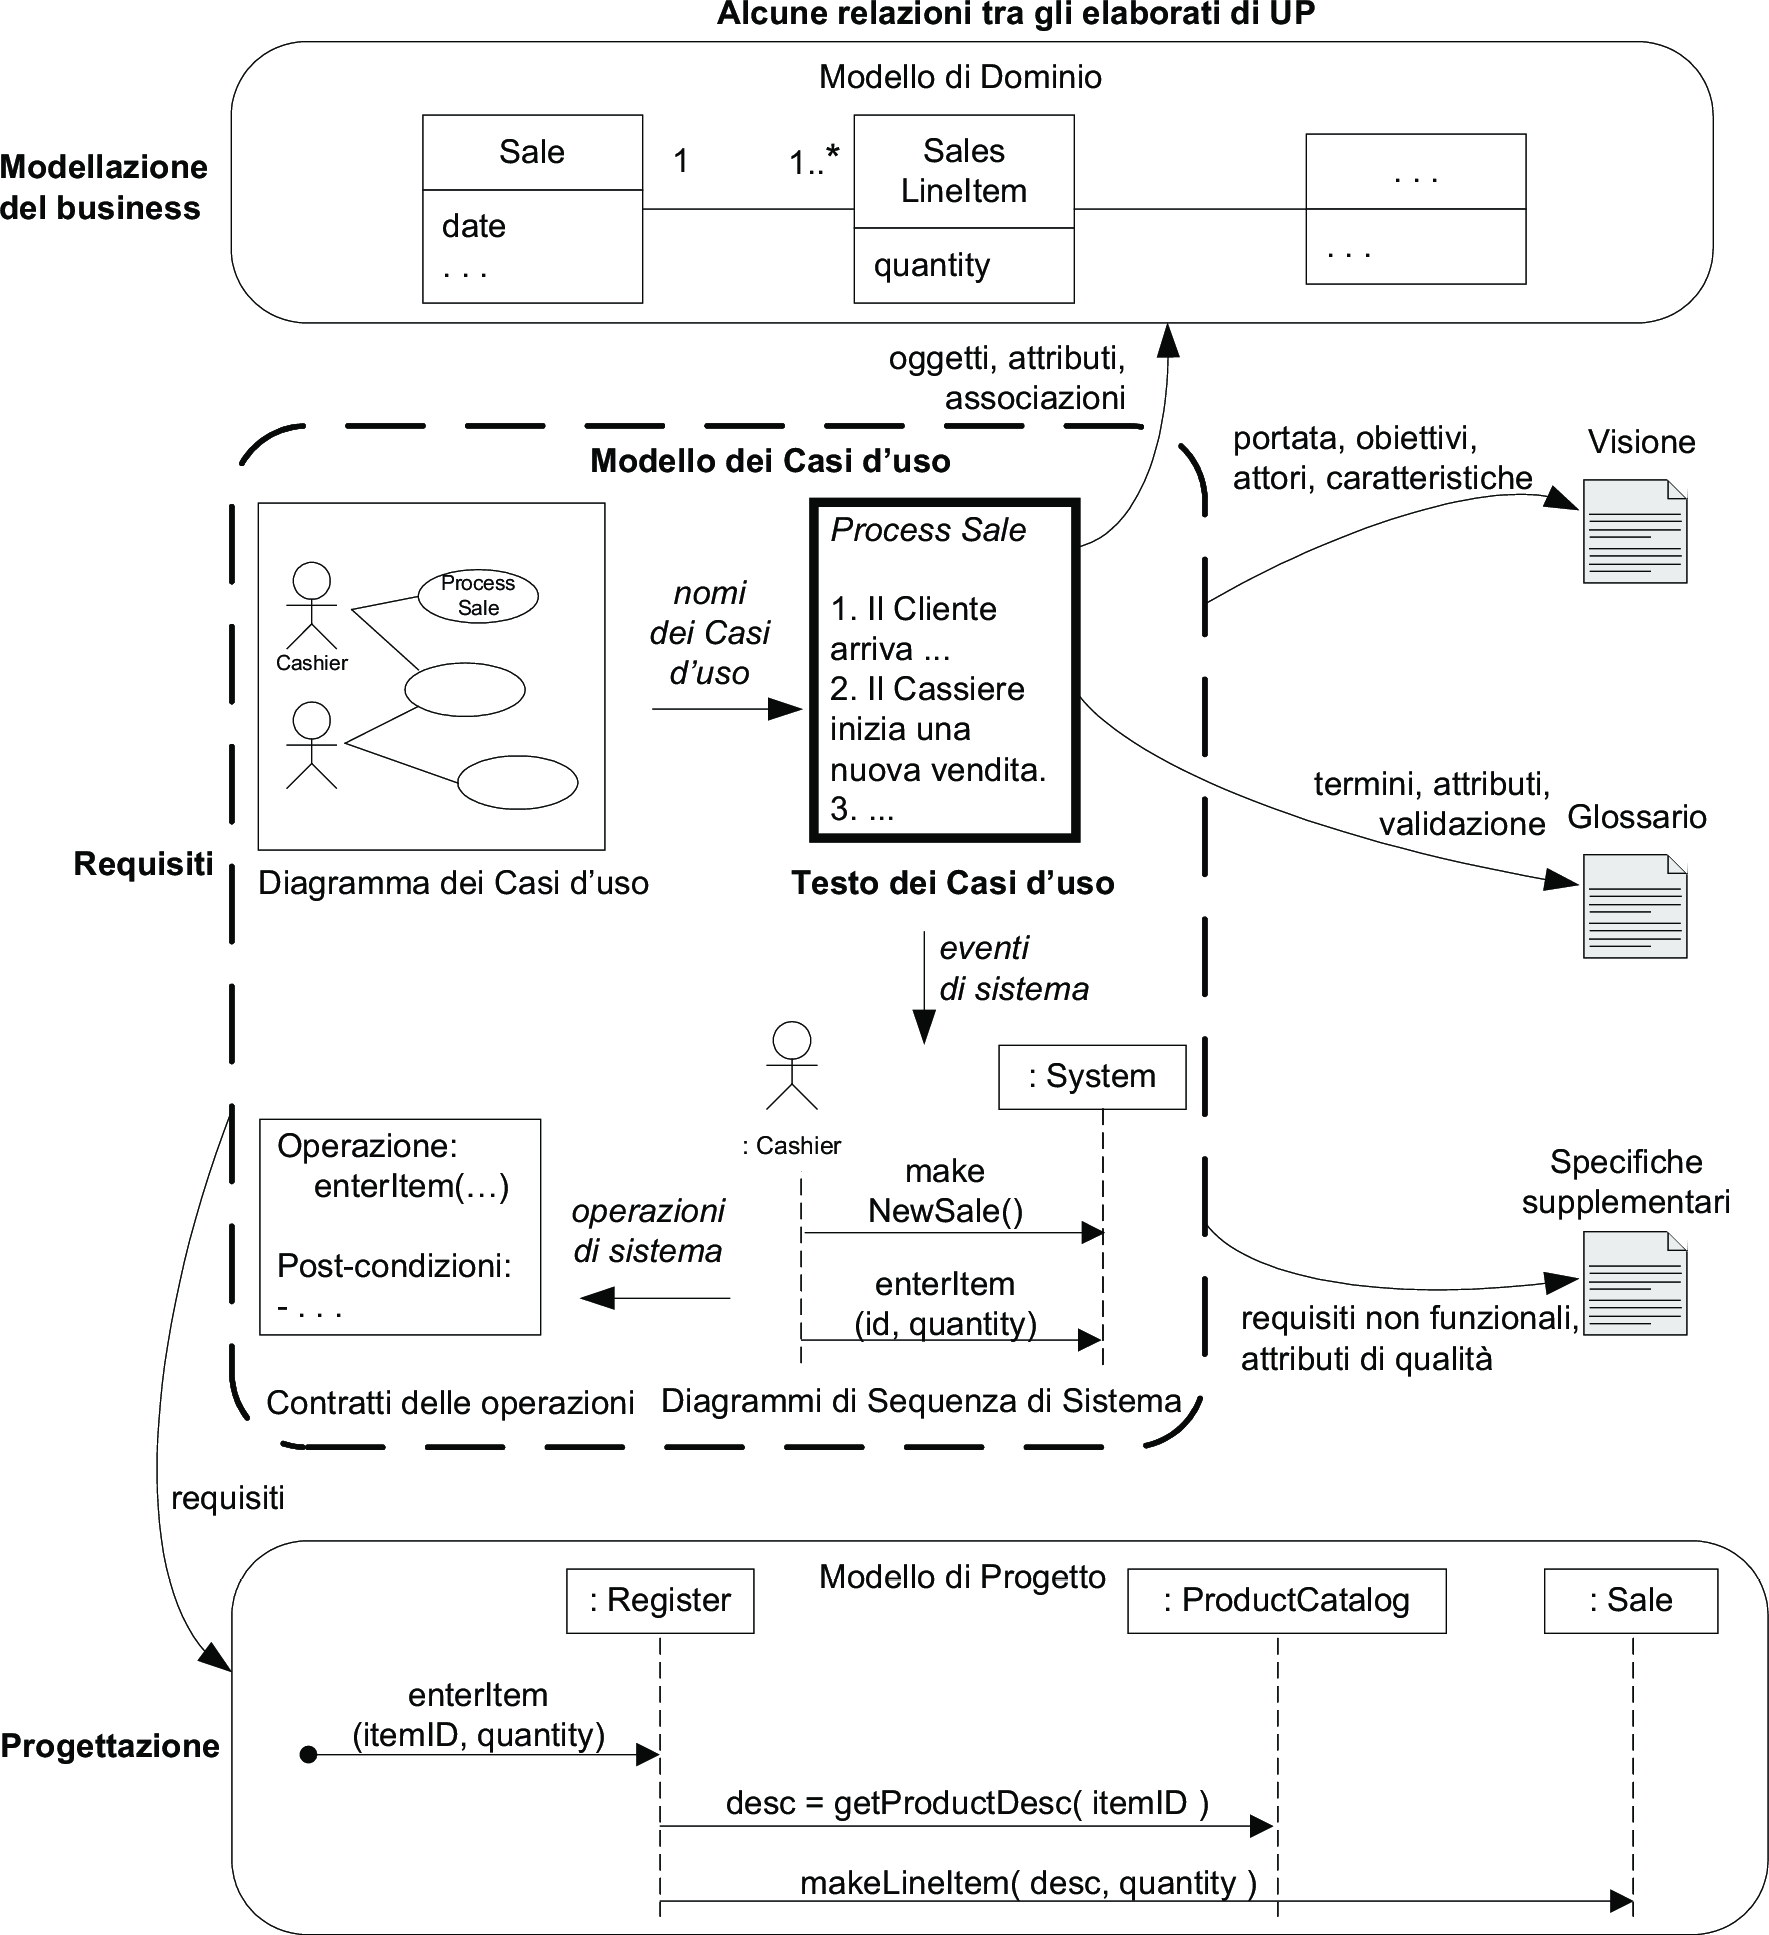 Alcune relazioni tra gli elaborati di UP
Modello di Dominio
Modellazione
del business
Sale
date
. . .
1
1..*
Sales
LineItem
quantity
. . .
. . .
oggetti, attributi,
associazioni
Modello dei Casi d’uso
portata, obiettivi,
attori, caratteristiche
Visione
Process
Sale
Cashier
nomi
dei Casi
d’uso
Process Sale
1. Il Cliente
arriva ...
2. Il Cassiere
inizia una
nuova vendita.
3. ...
termini, attributi,
validazione
Glossario
Requisiti
Diagramma dei Casi d’uso
Testo dei Casi d’uso
eventi
di sistema
Operazione:
enterItem(…)
Post-condizioni:
- . . .
operazioni
di sistema
: Cashier
: System
make
NewSale()
enterItem
(id, quantity)
Specifiche
supplementari
requisiti non funzionali,
attributi di qualità
Contratti delle operazioni
Diagrammi di Sequenza di Sistema
requisiti
Modello di Progetto
: Register
: ProductCatalog
: Sale
Progettazione
enterItem
(itemID, quantity)
desc = getProductDesc( itemID )
makeLineItem( desc, quantity )